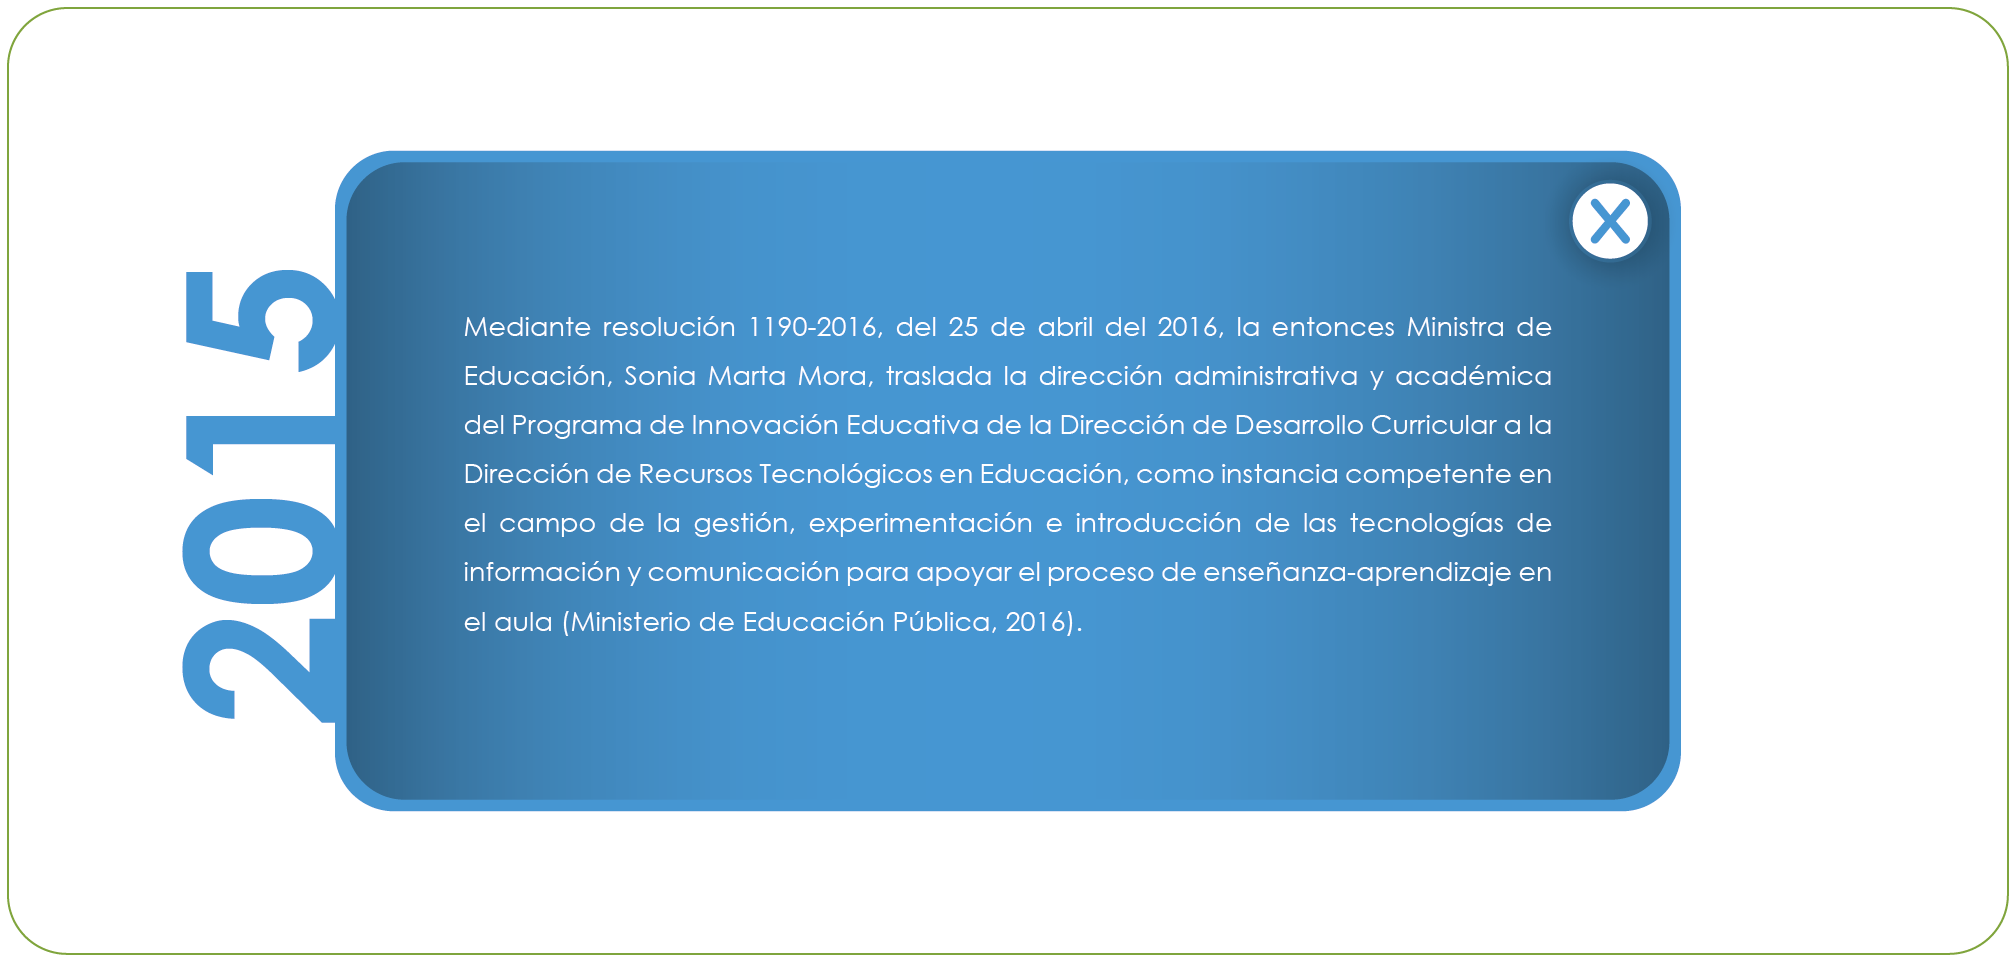 2015
X
Mediante resolución 1190-2016, del 25 de abril del 2016, la entonces Ministra de
Educación, Sonia Marta Mora, traslada la dirección administrativa y académica
del Programa de Innovación Educativa de la Dirección de Desarrollo Curricular a la
Dirección de Recursos Tecnológicos en Educación, como instancia competente en
el campo de la gestión, experimentación e introducción de las tecnologías de
información y comunicación para apoyar el proceso de enseñanza-aprendizaje en
el aula (Ministerio de Educación Pública, 2016).